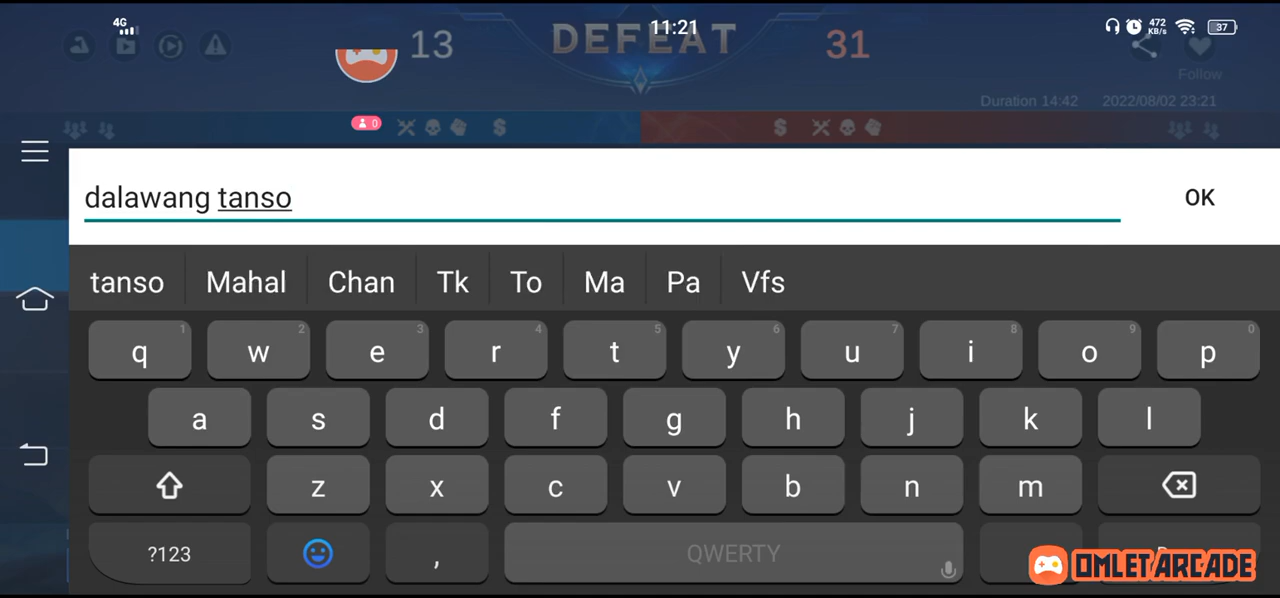 4G
11:21
472 KB/s
37
13
DEFEAT
31
Follow
Duration 14:42 2022/08/02 23:21
0
$
$
dalawang tanso
OK
tanso Mahal Chan Tk To Ma Pa Vfs
q 1 w 2 e 3 r 4 t 5 y 6 u 7 i 8 o 9 p 0
a s d f g h j k l
z x c v b n m
?123 , QWERTY
OMLET ARCADE